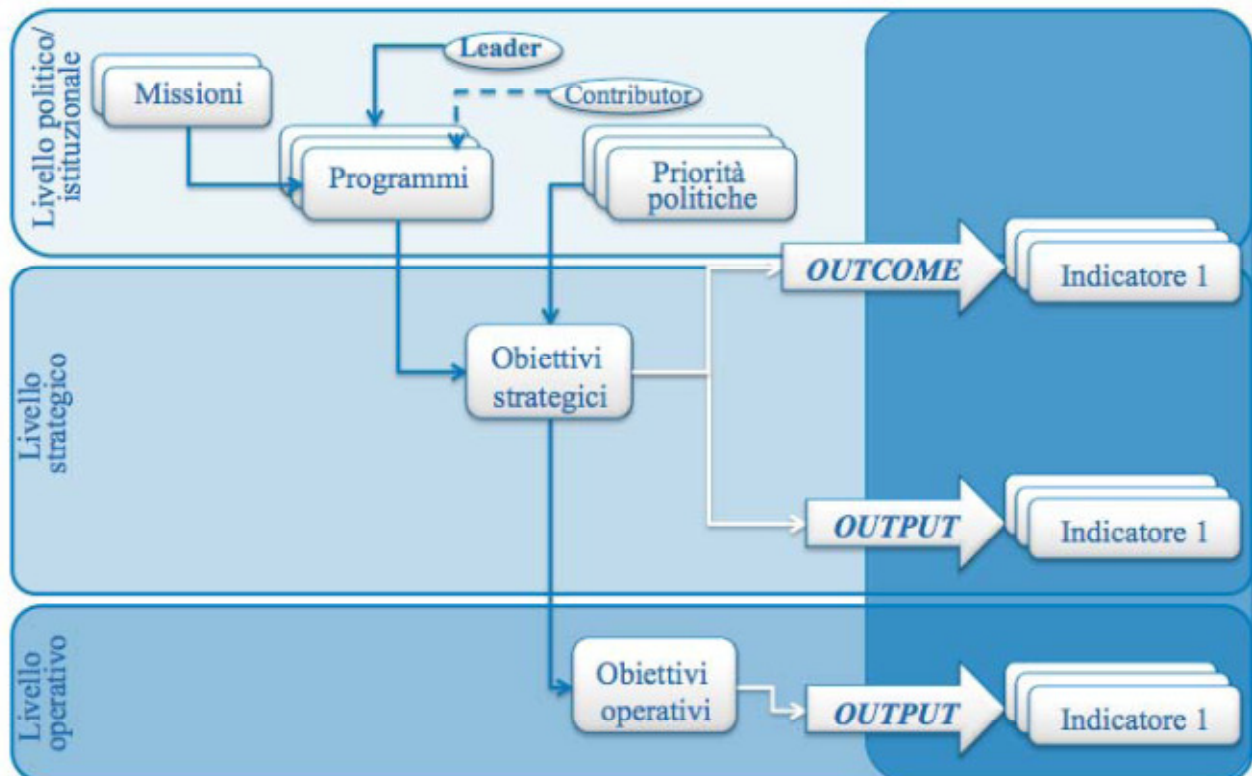 Livello politico/
istituzionale
Leader
Missioni
Contributor
Programmi
Priorità
politiche
OUTCOME
Indicatore 1
Livello
strategico
Obiettivi
strategici
OUTPUT
Indicatore 1
Livello
operativo
Obiettivi
operativi
OUTPUT
Indicatore 1